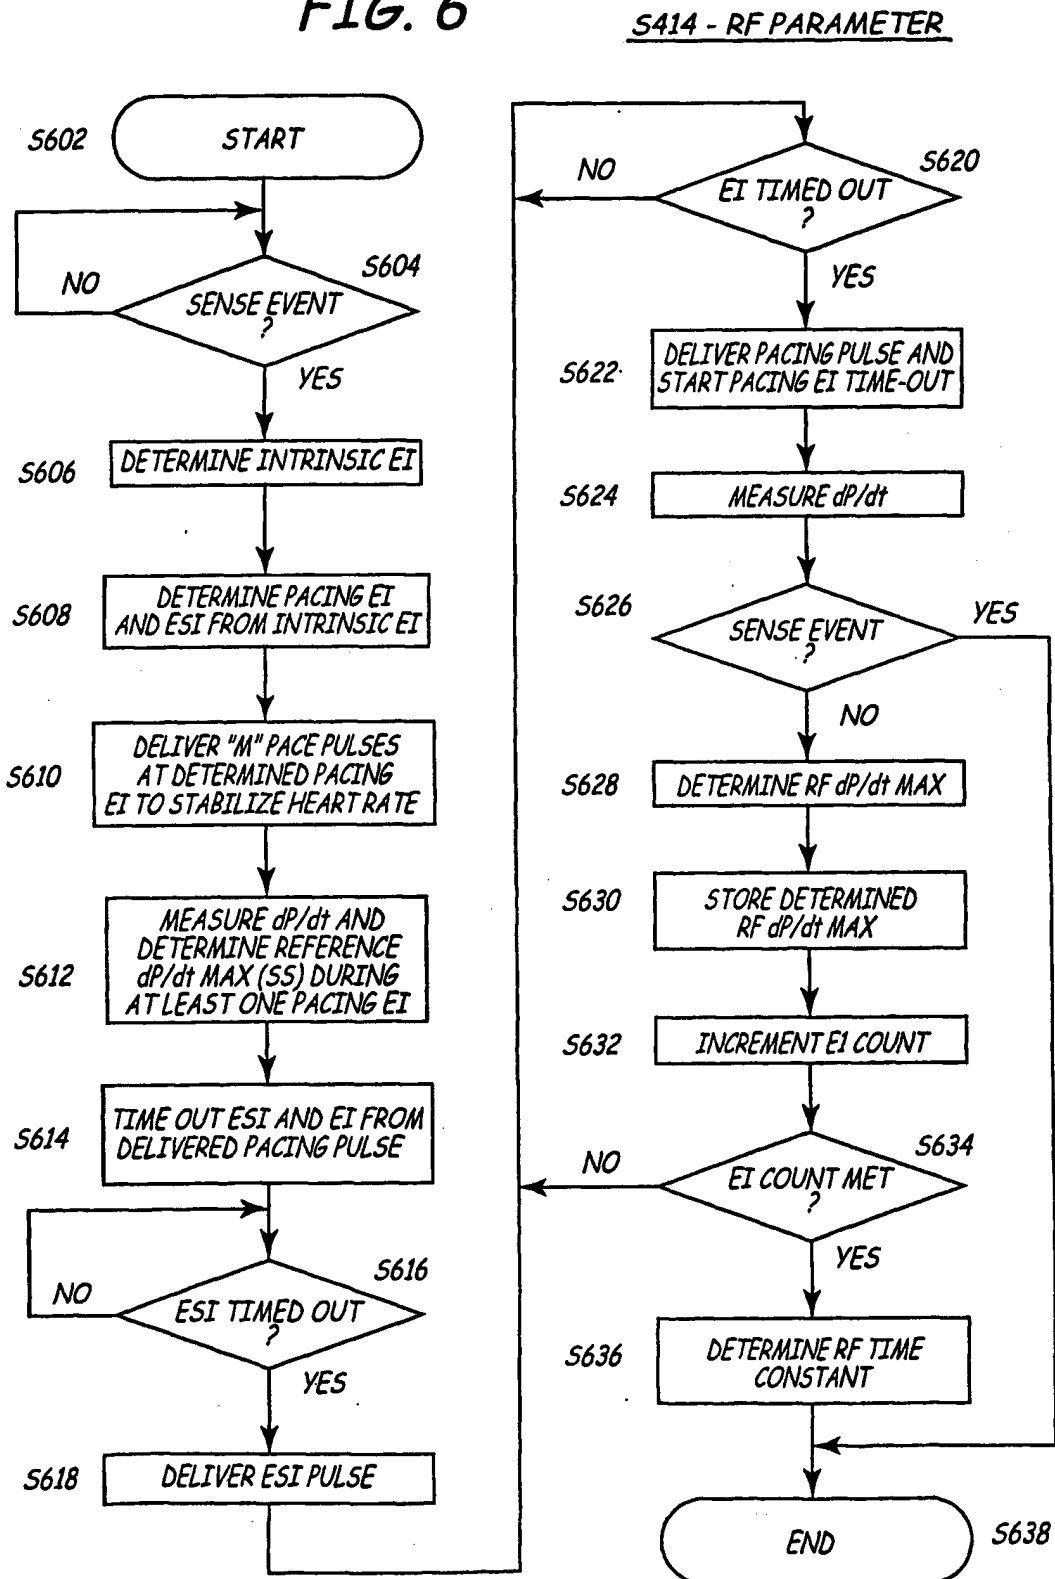 FIG. 6
S414 - RF PARAMETER
S602
START
S604
NO
SENSE EVENT
?
YES
S606
DETERMINE INTRINSIC EI
S608
DETERMINE PACING EI
AND ESI FROM INTRINSIC EI
S610
DELIVER "M" PACE PULSES
AT DETERMINED PACING
EI TO STABILIZE HEART RATE
S612
MEASURE dP/dt AND
DETERMINE REFERENCE
dP/dt MAX (SS) DURING
AT LEAST ONE PACING EI
S614
TIME OUT ESI AND EI FROM
DELIVERED PACING PULSE
S616
NO
ESI TIMED OUT
?
YES
S618
DELIVER ESI PULSE
S620
NO
EI TIMED OUT
?
YES
S622
DELIVER PACING PULSE AND
START PACING EI TIME-OUT
S624
MEASURE dP/dt
S626
YES
SENSE EVENT
?
NO
S628
DETERMINE RF dP/dt MAX
S630
STORE DETERMINED
RF dP/dt MAX
S632
INCREMENT E1 COUNT
S634
NO
EI COUNT MET
?
YES
S636
DETERMINE RF TIME
CONSTANT
END
S638